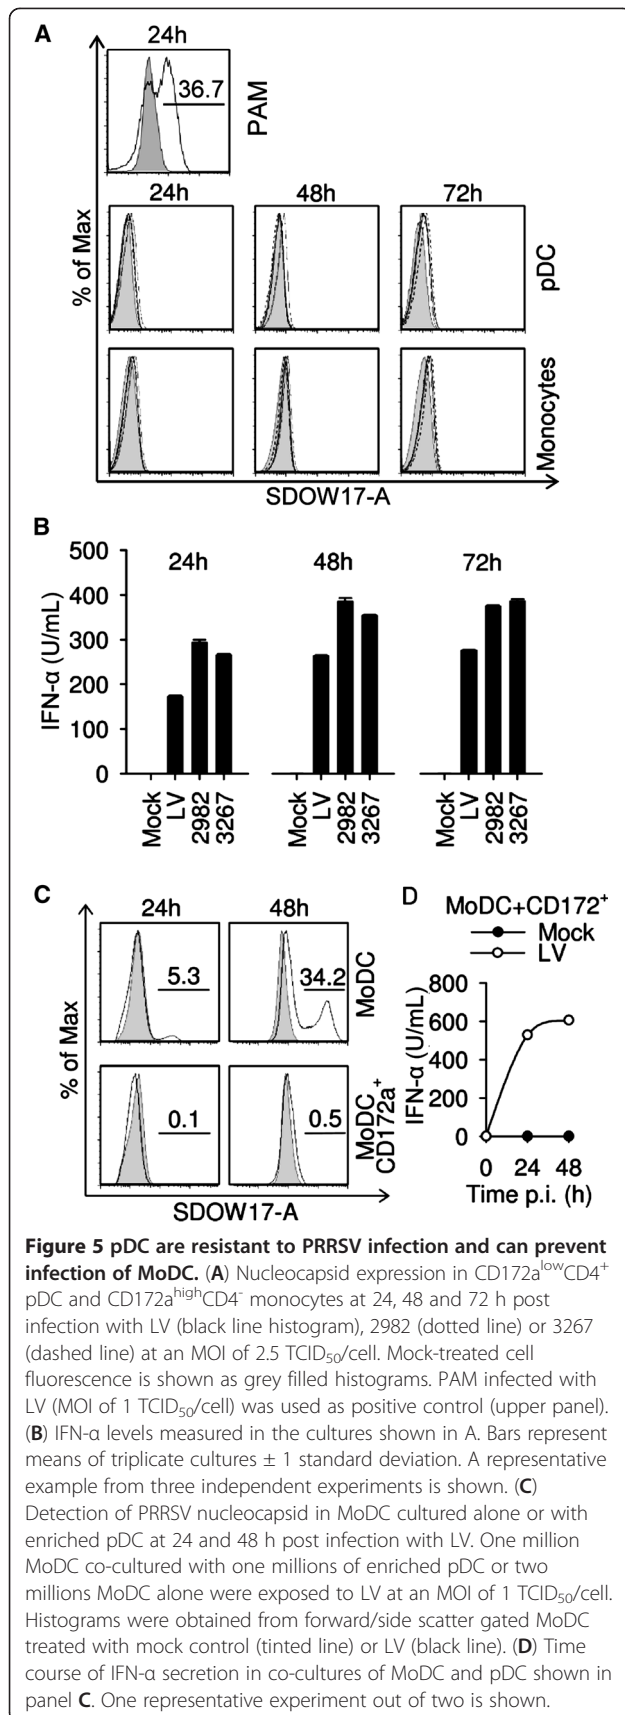 A
24h
36.7
PAM
24h
48h
72h
% of Max
pDC
Monocytes
SDOW17-A
B
IFN-α (U/mL)
500
400
300
200
100
0
24h
48h
72h
Mock
LV
2982
3267
Mock
LV
2982
3267
Mock
LV
2982
3267
C
24h
48h
% of Max
5.3
34.2
MoDC
0.1
0.5
MoDC
CD172a+
SDOW17-A
D
MoDC+CD172+
Mock
LV
IFN-α (U/mL)
800
600
400
200
0
0 24 48
Time p.i. (h)
Figure 5 pDC are resistant to PRRSV infection and can prevent
infection of MoDC. (A) Nucleocapsid expression in CD172a^low CD4^+
pDC and CD172a^high CD4^- monocytes at 24, 48 and 72 h post
infection with LV (black line histogram), 2982 (dotted line) or 3267
(dashed line) at an MOI of 2.5 TCID50/cell. Mock-treated cell
fluorescence is shown as grey filled histograms. PAM infected with
LV (MOI of 1 TCID50/cell) was used as positive control (upper panel).
(B) IFN-α levels measured in the cultures shown in A. Bars represent
means of triplicate cultures ± 1 standard deviation. A representative
example from three independent experiments is shown. (C)
Detection of PRRSV nucleocapsid in MoDC cultured alone or with
enriched pDC at 24 and 48 h post infection with LV. One million
MoDC co-cultured with one millions of enriched pDC or two
millions MoDC alone were exposed to LV at an MOI of 1 TCID50/cell.
Histograms were obtained from forward/side scatter gated MoDC
treated with mock control (tinted line) or LV (black line). (D) Time
course of IFN-α secretion in co-cultures of MoDC and pDC shown in
panel C. One representative experiment out of two is shown.